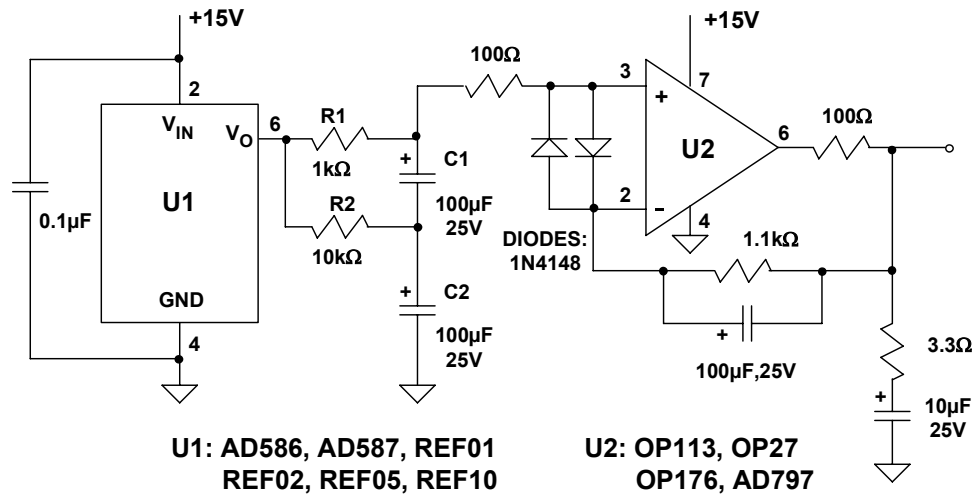 +15V
+15V
100Ω
2
3
7
+
V_IN
6
R1
100Ω
V_O
6
1kΩ
+
C1
U2
U1
0.1µF
R2
100µF
25V
2
-
10kΩ
4
DIODES:
1N4148
1.1kΩ
GND
+
C2
4
100µF
25V
+
100µF,25V
3.3Ω
+
10µF
25V
U1: AD586, AD587, REF01
REF02, REF05, REF10
U2: OP113, OP27
OP176, AD797